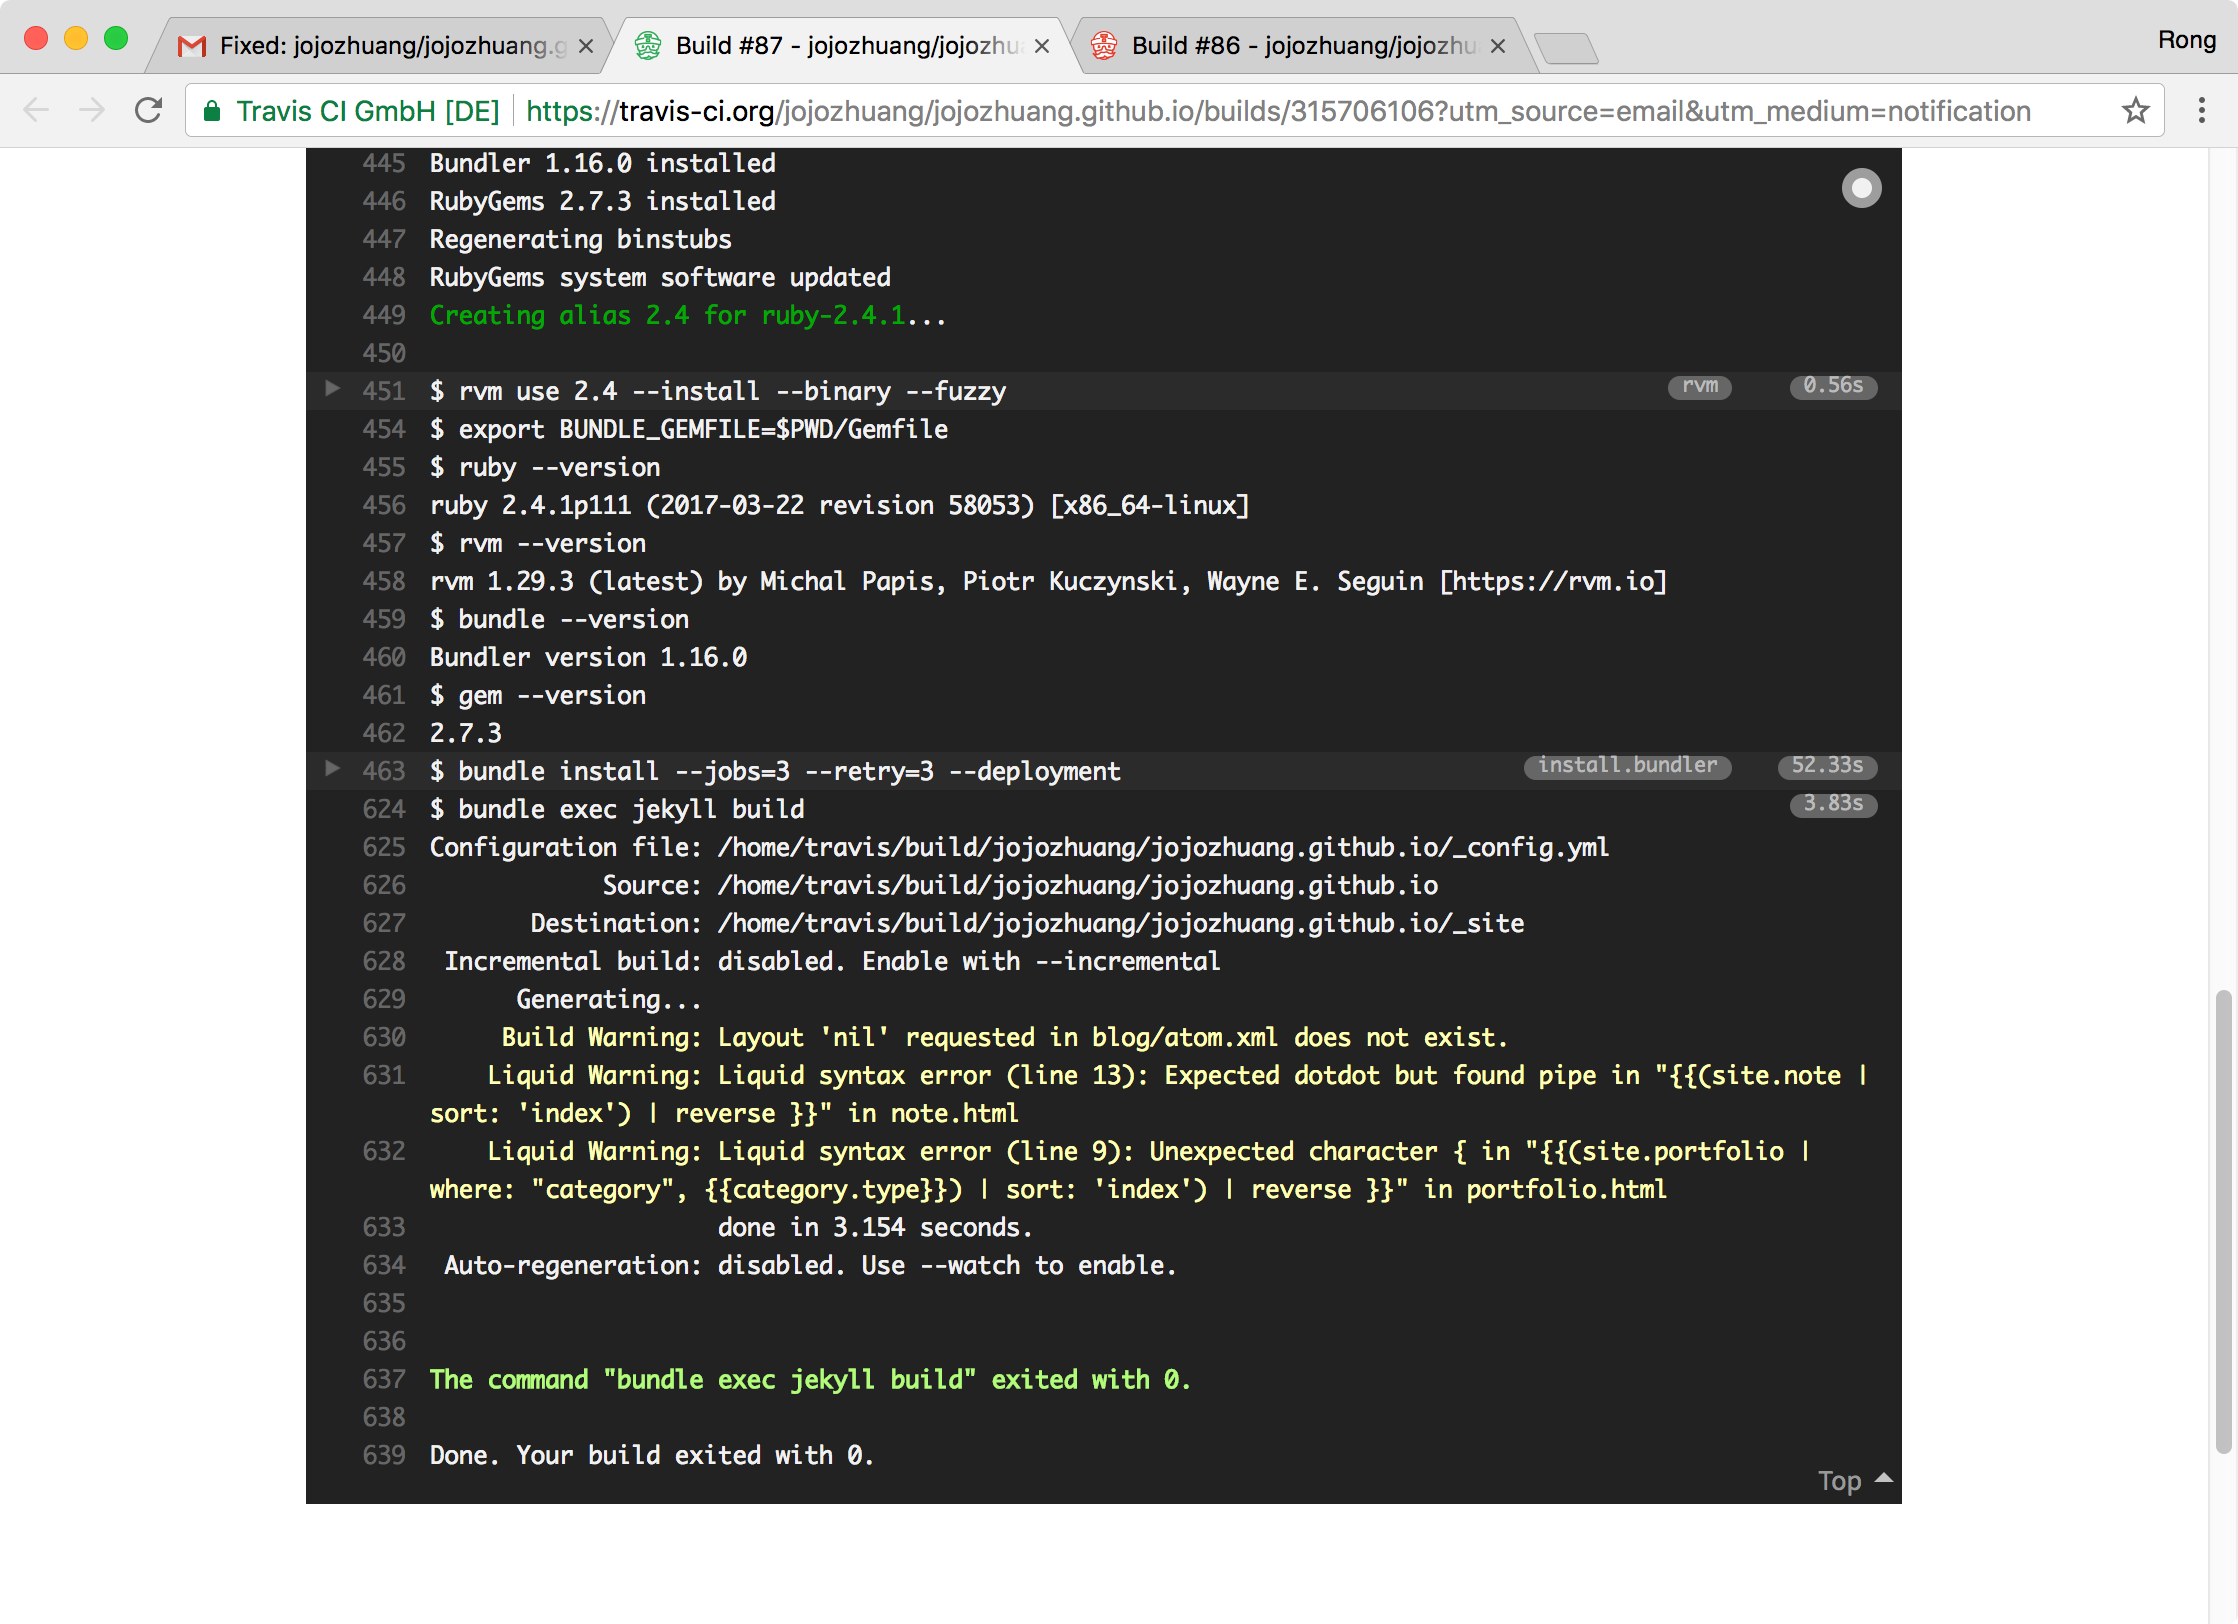 Fixed: jojozhuang/jojozhuang.g
Build #87 - jojozhuang/jojozhu
Build #86 - jojozhuang/jojozhu
Rong
Travis CI GmbH [DE]
https://travis-ci.org/jojozhuang/jojozhuang.github.io/builds/315706106?utm_source=email&utm_medium=notification
445 Bundler 1.16.0 installed
446 RubyGems 2.7.3 installed
447 Regenerating binstubs
448 RubyGems system software updated
449 Creating alias 2.4 for ruby-2.4.1...
450
451 $ rvm use 2.4 --install --binary --fuzzy rvm 0.56s
454 $ export BUNDLE_GEMFILE=$PWD/Gemfile
455 $ ruby --version
456 ruby 2.4.1p111 (2017-03-22 revision 58053) [x86_64-linux]
457 $ rvm --version
458 rvm 1.29.3 (latest) by Michal Papis, Piotr Kuczynski, Wayne E. Seguin [https://rvm.io]
459 $ bundle --version
460 Bundler version 1.16.0
461 $ gem --version
462 2.7.3
463 $ bundle install --jobs=3 --retry=3 --deployment install.bundler 52.33s
624 $ bundle exec jekyll build 3.83s
625 Configuration file: /home/travis/build/jojozhuang/jojozhuang.github.io/_config.yml
626 Source: /home/travis/build/jojozhuang/jojozhuang.github.io
627 Destination: /home/travis/build/jojozhuang/jojozhuang.github.io/_site
628 Incremental build: disabled. Enable with --incremental
629 Generating...
630 Build Warning: Layout 'nil' requested in blog/atom.xml does not exist.
631 Liquid Warning: Liquid syntax error (line 13): Expected dotdot but found pipe in "{{(site.note |
sort: 'index') | reverse }}" in note.html
632 Liquid Warning: Liquid syntax error (line 9): Unexpected character { in "{{(site.portfolio |
where: "category", {{category.type}}) | sort: 'index') | reverse }}" in portfolio.html
633 done in 3.154 seconds.
634 Auto-regeneration: disabled. Use --watch to enable.
635
636
637 The command "bundle exec jekyll build" exited with 0.
638
639 Done. Your build exited with 0.
Top